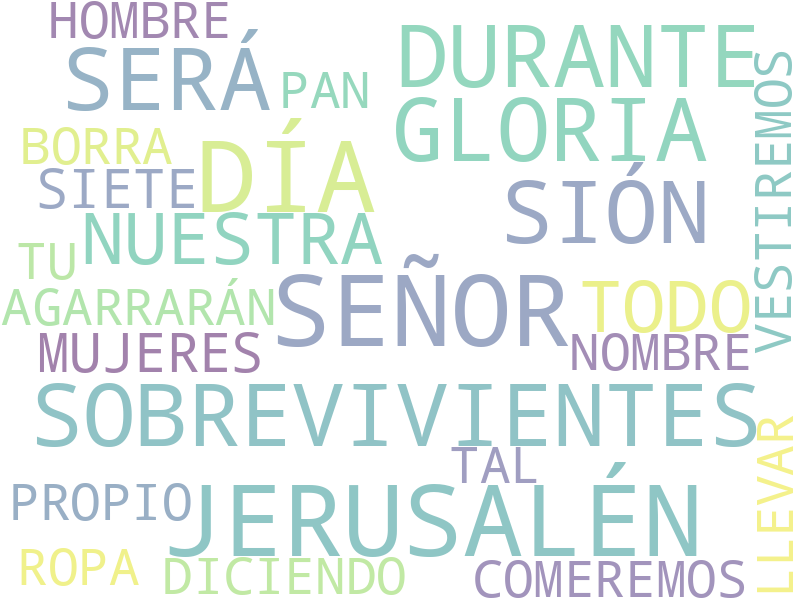 HOMBRE
SERÁ
DURANTE
PAN
GLORIA
VESTIREMOS
BORRA
DÍA
SIETE
SIÓN
NUESTRA
TU
SEÑOR
TODO
AGARRARÁN
MUJERES
NOMBRE
SOBREVIVIENTES
LLEVAR
TAL
PROPIO
JERUSALÉN
ROPA
DICIENDO
COMEREMOS